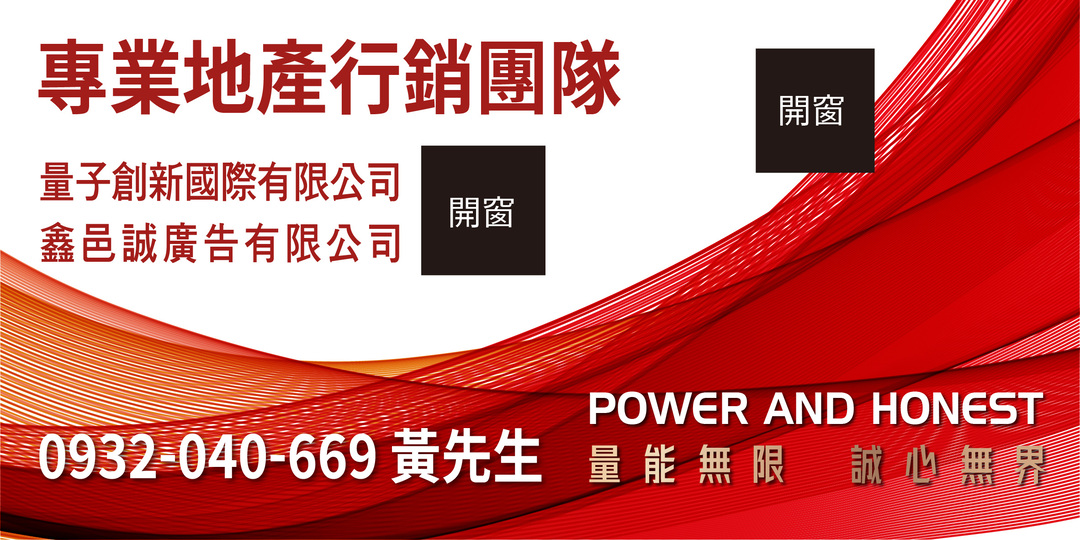 專業地產行銷團隊
開窗
量子創新國際有限公司
鑫邑誠廣告有限公司
開窗
POWER AND HONEST
0932-040-669 黃先生
量能無限 誠心無界